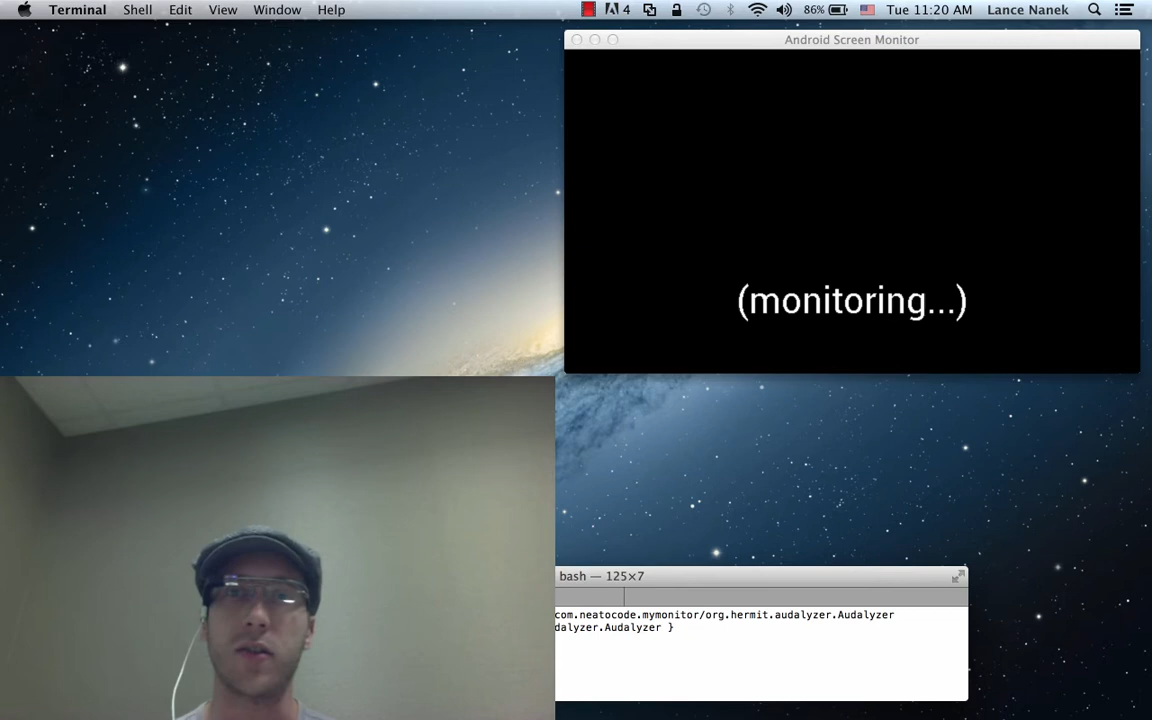 Terminal Shell Edit View Window Help 4 86% Tue 11:20 AM Lance Nanek
Android Screen Monitor
(monitoring...)
bash — 125×7
com.neatocode.mymonitor/org.hermit.audalyzer.Audalyzer
dalyzer.Audalyzer }